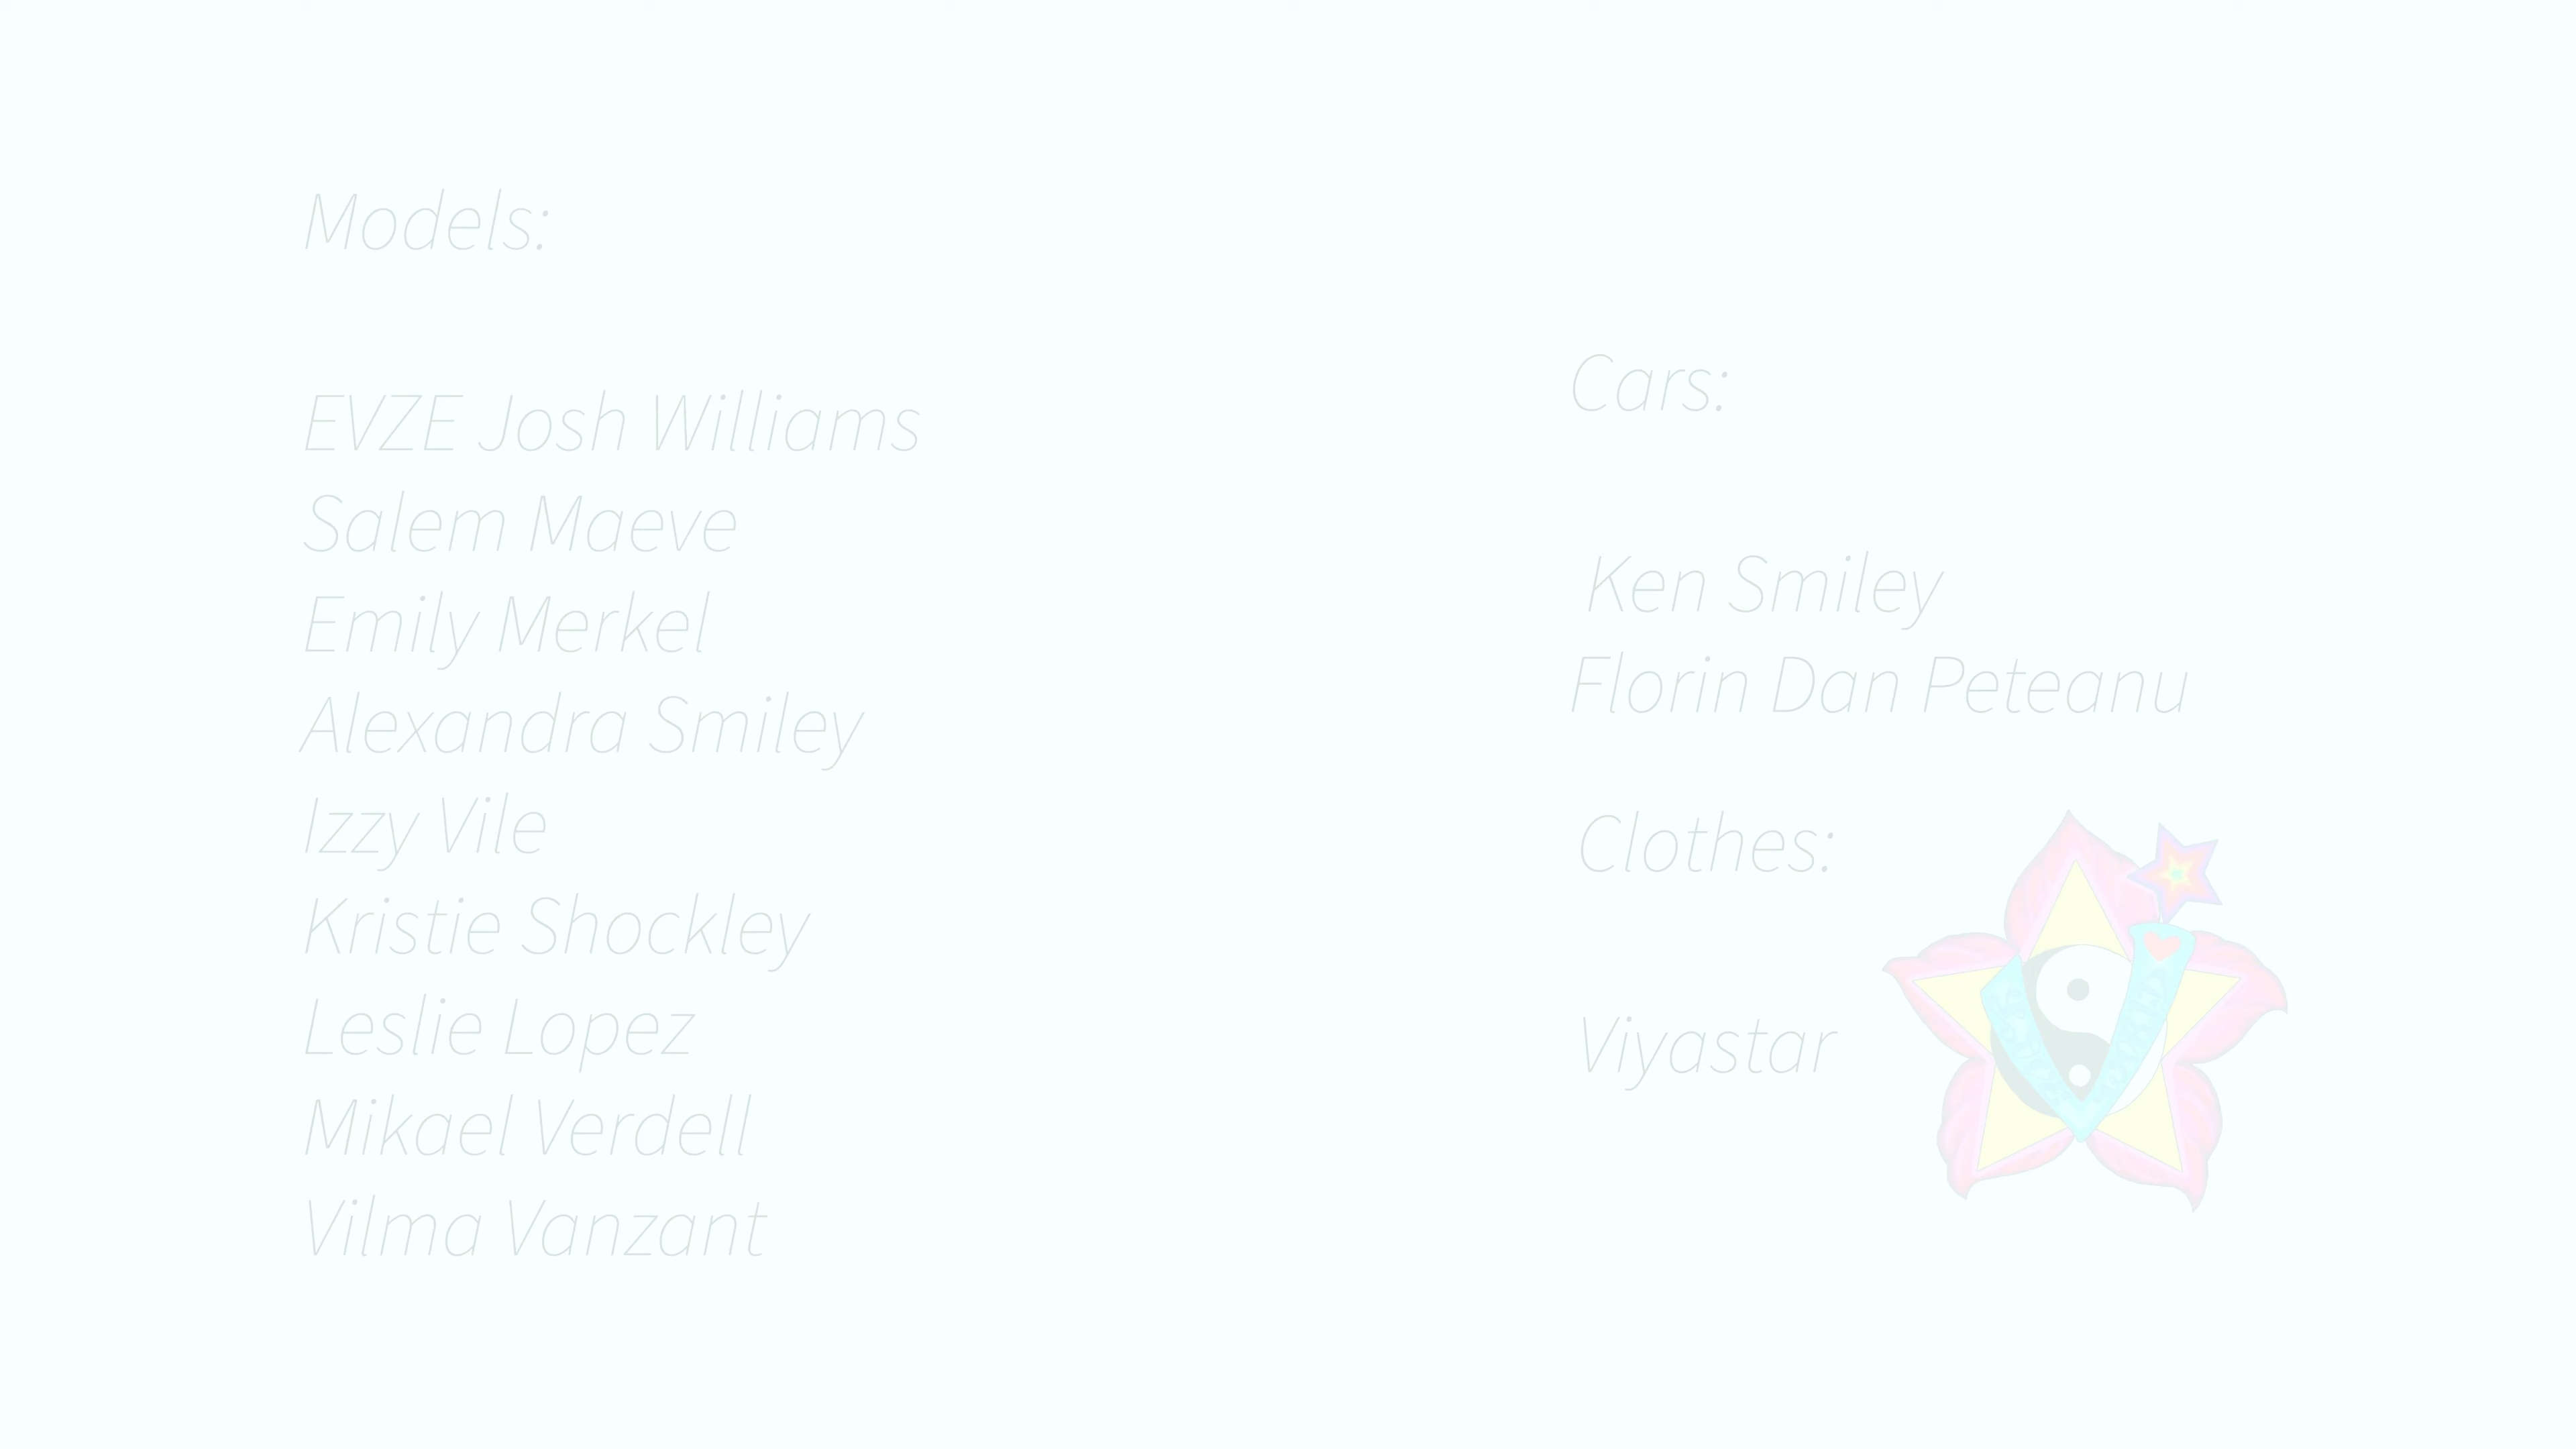 Models:
EVZE Josh Williams
Salem Maeve
Emily Merkel
Alexandra Smiley
Izzy Vile
Kristie Shockley
Leslie Lopez
Mikael Verdell
Vilma Vanzant
Cars:
Ken Smiley
Florin Dan Peteanu
Clothes:
Viyastar